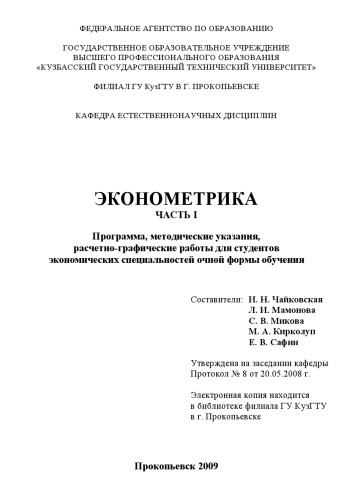 ФЕДЕРАЛЬНОЕ АГЕНТСТВО ПО ОБРАЗОВАНИЮ
ГОСУДАРСТВЕННОЕ ОБРАЗОВАТЕЛЬНОЕ УЧРЕЖДЕНИЕ
ВЫСШЕГО ПРОФЕССИОНАЛЬНОГО ОБРАЗОВАНИЯ
«КУЗБАССКИЙ ГОСУДАРСТВЕННЫЙ ТЕХНИЧЕСКИЙ УНИВЕРСИТЕТ»
ФИЛИАЛ ГУ КузГТУ В Г. ПРОКОПЬЕВСКЕ
КАФЕДРА ЕСТЕСТВЕННОНАУЧНЫХ ДИСЦИПЛИН
ЭКОНОМЕТРИКА
ЧАСТЬ I
Программа, методические указания,
расчетно-графические работы для студентов
экономических специальностей очной формы обучения
Составители: Н. Н. Чайковская
Л. И. Мамонова
С. В. Микова
М. А. Кирколуп
Е. В. Сафин
Утверждена на заседании кафедры
Протокол № 8 от 20.05.2008 г.
Электронная копия находится
в библиотеке филиала ГУ КузГТУ
в г. Прокопьевске
Прокопьевск 2009